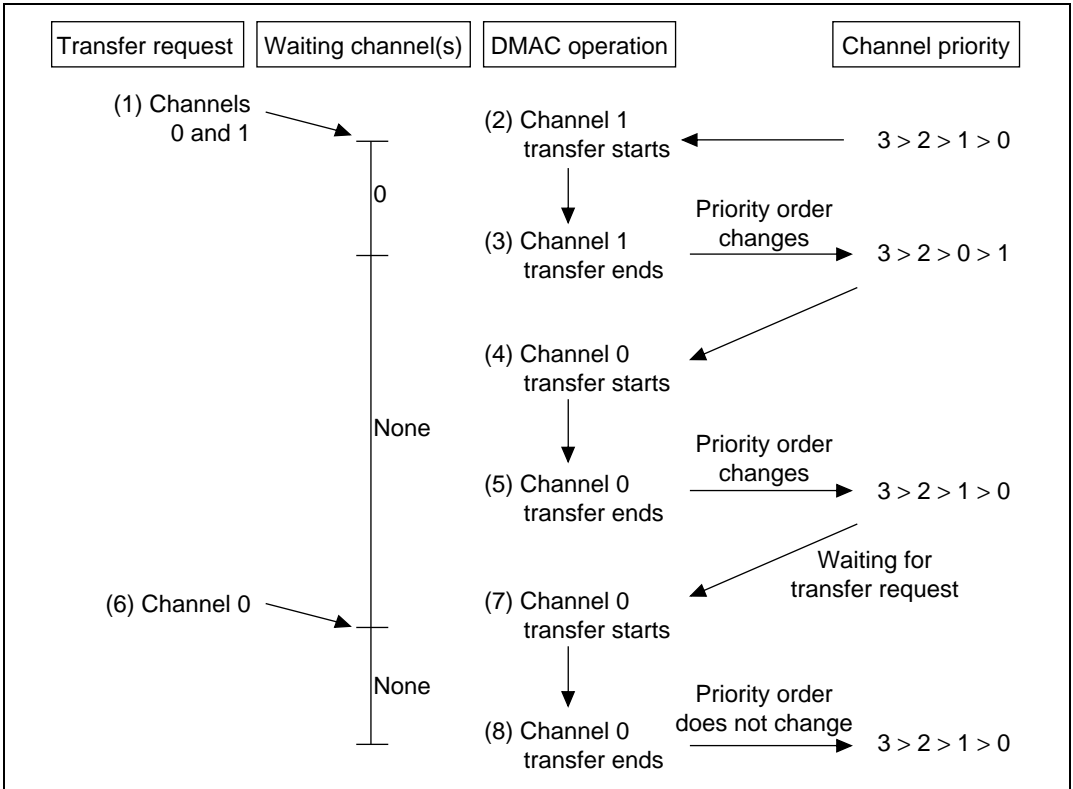 Transfer request
Waiting channel(s)
DMAC operation
Channel priority
(1) Channels
0 and 1
(2) Channel 1
transfer starts
3 > 2 > 1 > 0
0
(3) Channel 1
transfer ends
Priority order
changes
3 > 2 > 0 > 1
(4) Channel 0
transfer starts
None
(5) Channel 0
transfer ends
Priority order
changes
3 > 2 > 1 > 0
Waiting for
transfer request
(6) Channel 0
(7) Channel 0
transfer starts
None
(8) Channel 0
transfer ends
Priority order
does not change
3 > 2 > 1 > 0